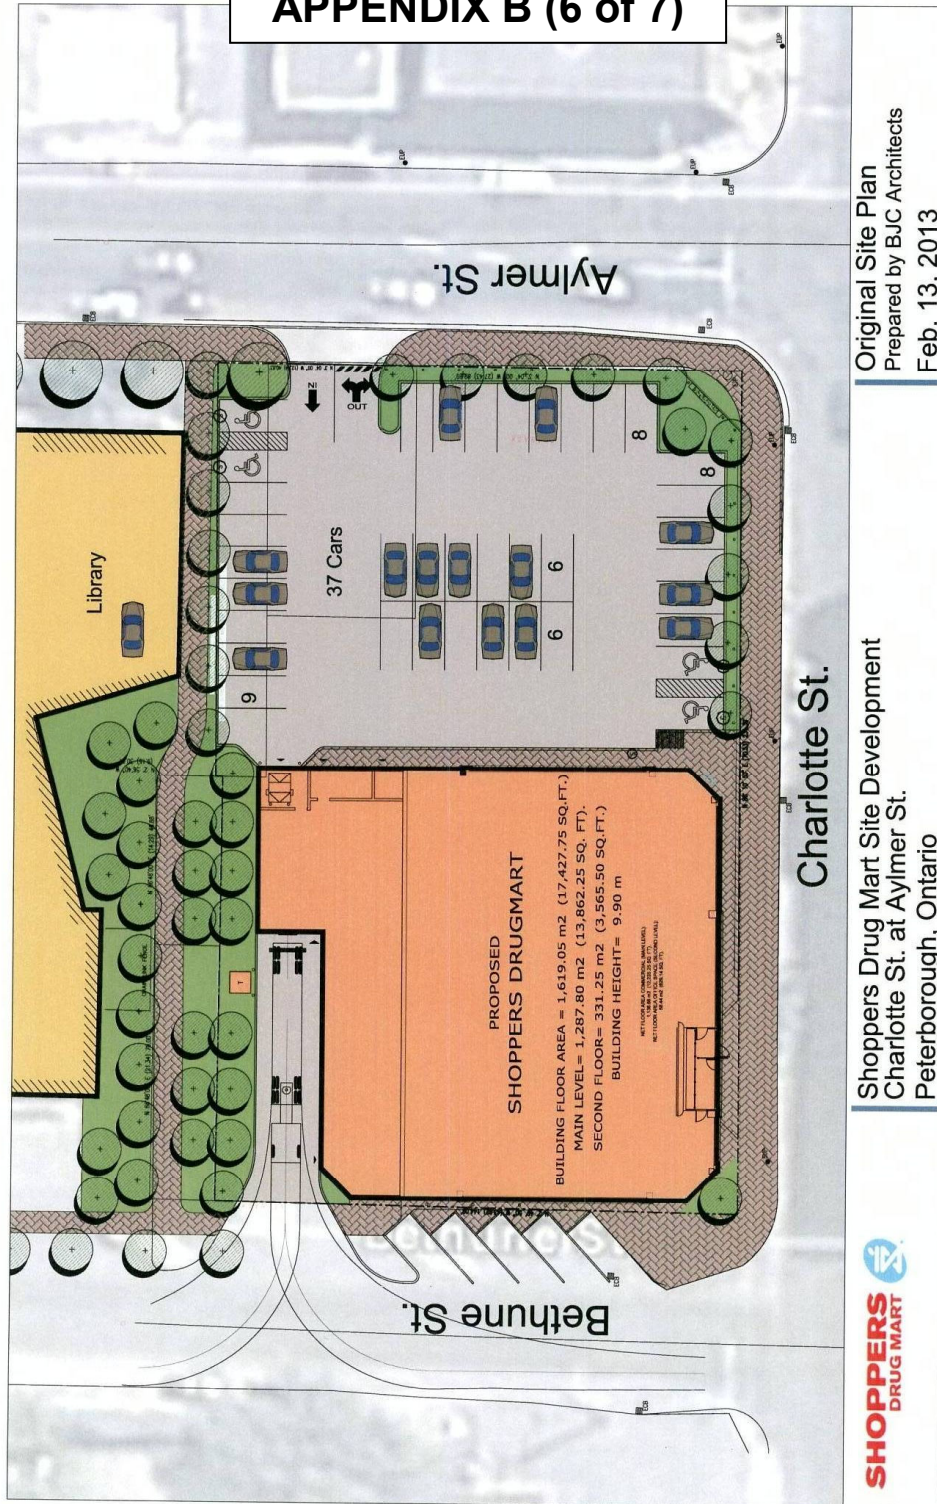 APPENDIX B (6 of 7)
Aylmer St.
Library
IN
OUT
37 Cars
8
8
6
6
9
PROPOSED
SHOPPERS DRUGMART
BUILDING FLOOR AREA = 1,619.05 m2 (17,427.75 SQ.FT.)
MAIN LEVEL= 1,287.80 m2 (13,862.25 SQ. FT).
SECOND FLOOR= 331.25 m2 (3,565.50 SQ.FT.)
BUILDING HEIGHT= 9.90 m
T
Bethune St.
Bethune St
Charlotte St.
SHOPPERS
DRUG MART
Shoppers Drug Mart Site Development
Charlotte St. at Aylmer St.
Peterborough, Ontario
Original Site Plan
Prepared by BJC Architects
Feb. 13, 2013